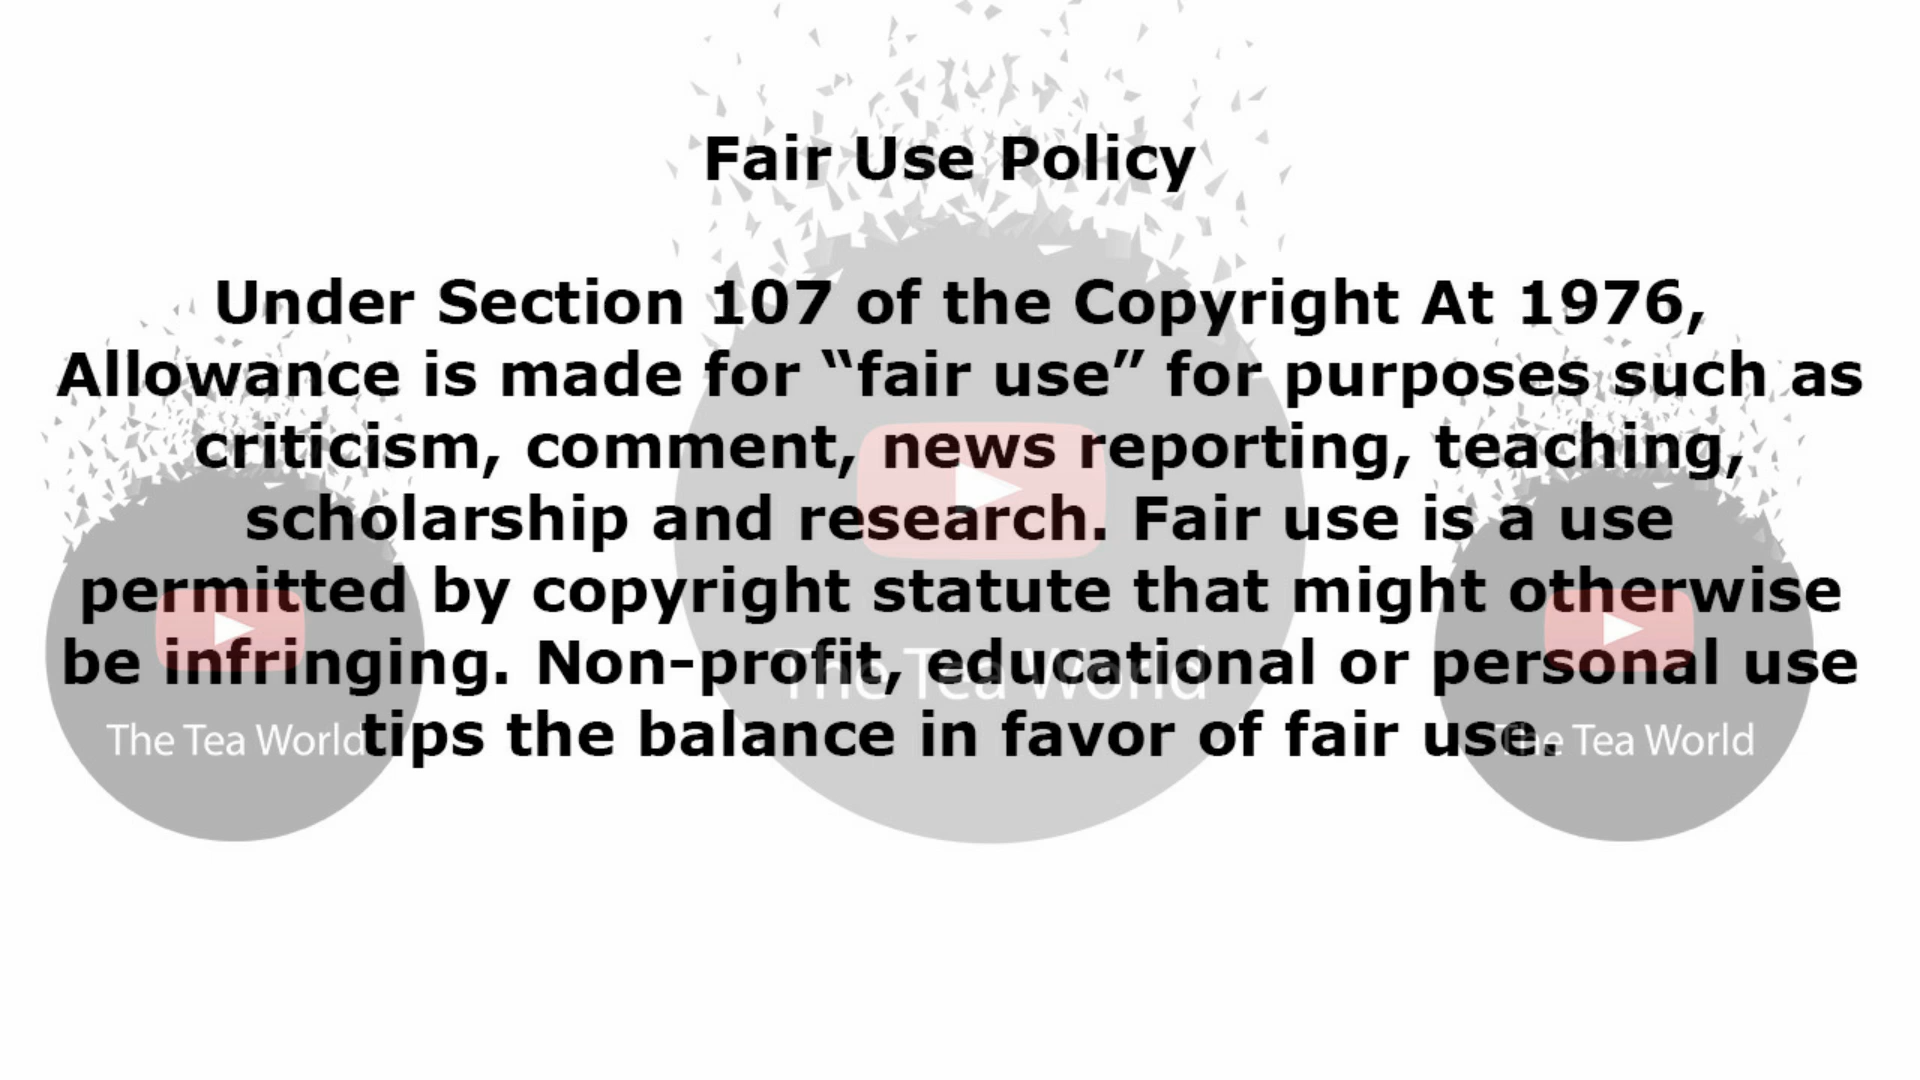 Fair Use Policy
Under Section 107 of the Copyright At 1976,
Allowance is made for “fair use” for purposes such as
criticism, comment, news reporting, teaching,
scholarship and research. Fair use is a use
permitted by copyright statute that might otherwise
be infringing. Non-profit, educational or personal use
tips the balance in favor of fair use.
The Tea World
The Tea World
The Tea World